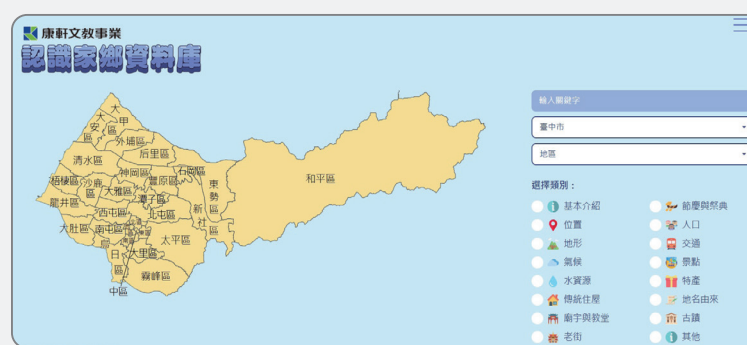 康軒文教事業
認識家鄉資料庫
大甲區
大安區
外埔區
后里區
清水區
神岡區
石岡區
豐原區
東勢區
和平區
梧棲區
沙鹿區
大雅區
潭子區
新社區
龍井區
西屯區
北屯區
大肚區
南屯區
太平區
烏日區
大里區
霧峰區
中區
輸入關鍵字
臺中市
地區
選擇類別：
基本介紹
節慶與祭典
位置
人口
地形
交通
氣候
景點
水資源
特產
傳統住屋
地名由來
廟宇與教堂
古蹟
老街
其他